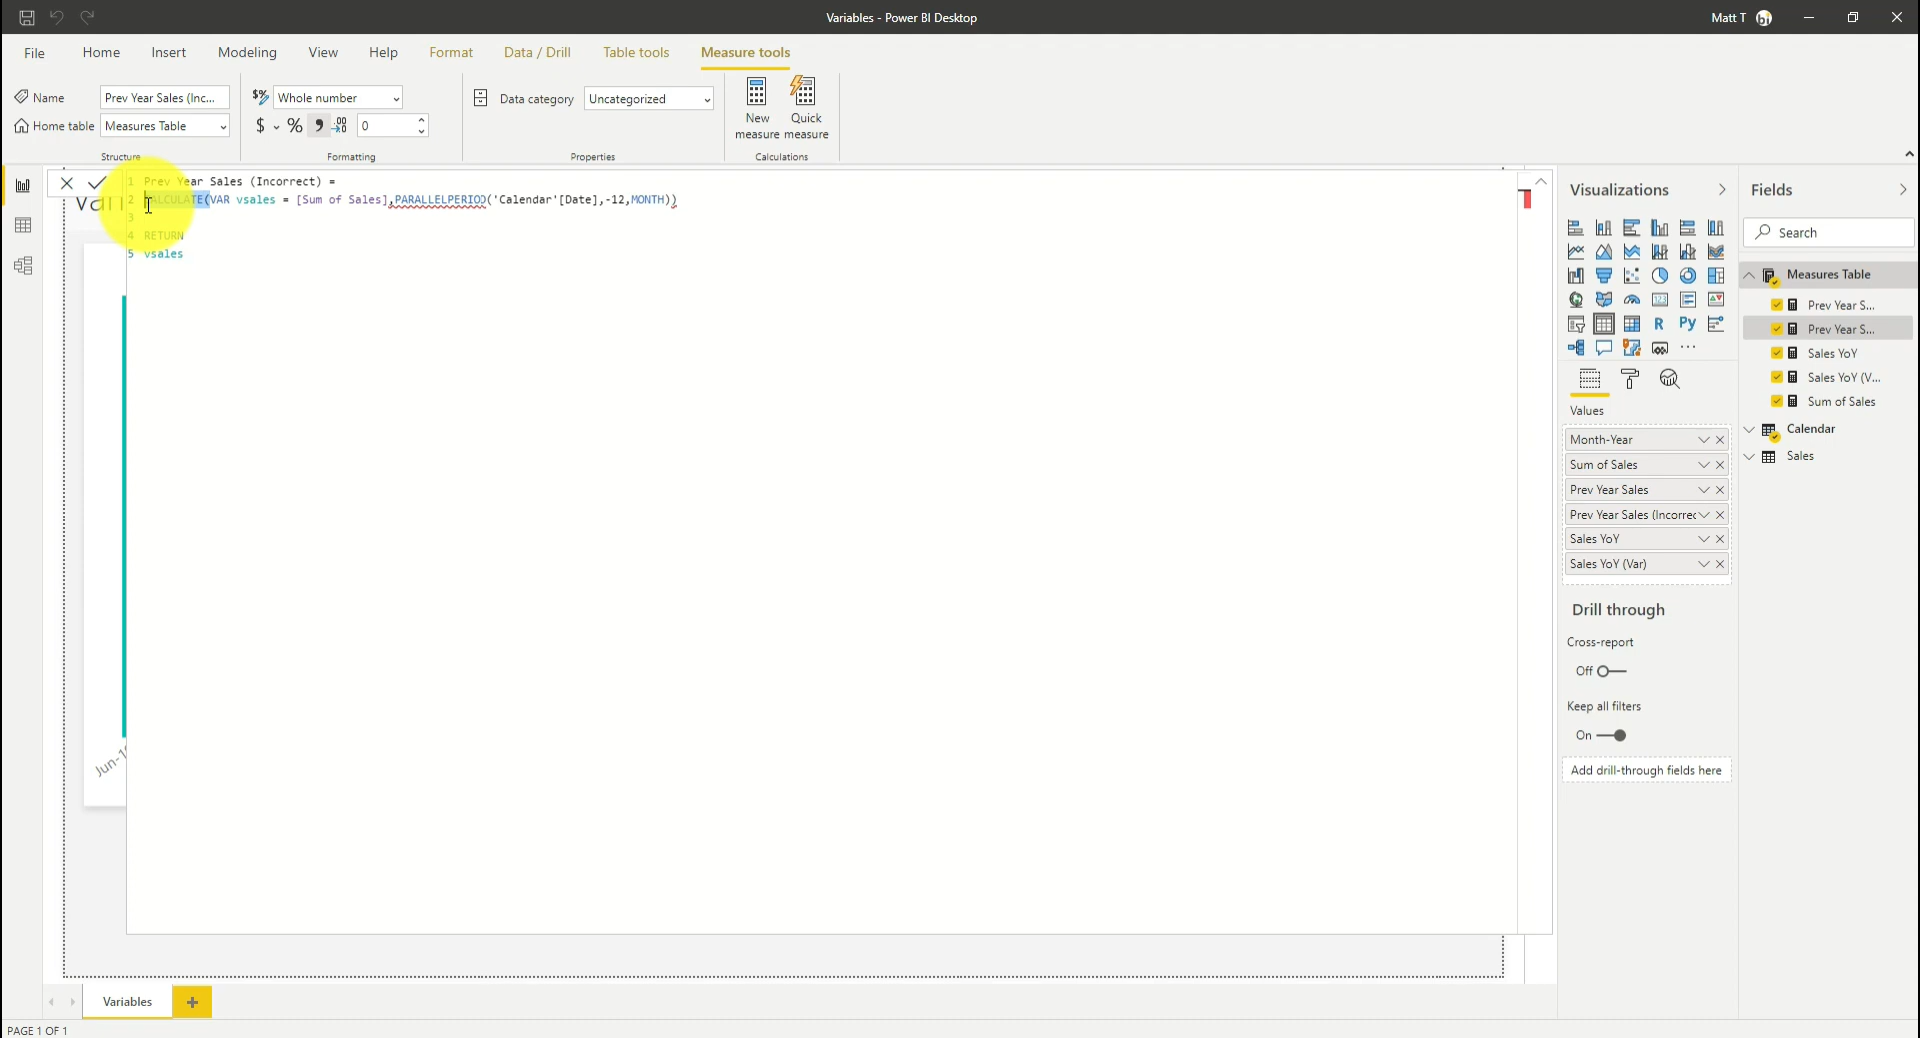 Variables - Power BI Desktop
Matt T
File Home Insert Modeling View Help Format Data / Drill Table tools Measure tools
Name Prev Year Sales (Inc...
Home table Measures Table
Structure
Whole number
$ % 0
Formatting
Data category Uncategorized
Properties
New measure
Quick measure
Calculations
1 Prev Year Sales (Incorrect) =
2 CALCULATE(VAR vsales = [Sum of Sales],PARALLELPERIOD('Calendar'[Date],-12,MONTH))
3
4 RETURN
5 vsales
Visualizations
R Py
Values
Month-Year
Sum of Sales
Prev Year Sales
Prev Year Sales (Incorrec
Sales YoY
Sales YoY (Var)
Drill through
Cross-report
Off
Keep all filters
On
Add drill-through fields here
Fields
Search
Measures Table
Prev Year S...
Prev Year S...
Sales YoY
Sales YoY (V...
Sum of Sales
Calendar
Sales
Variables
PAGE 1 OF 1